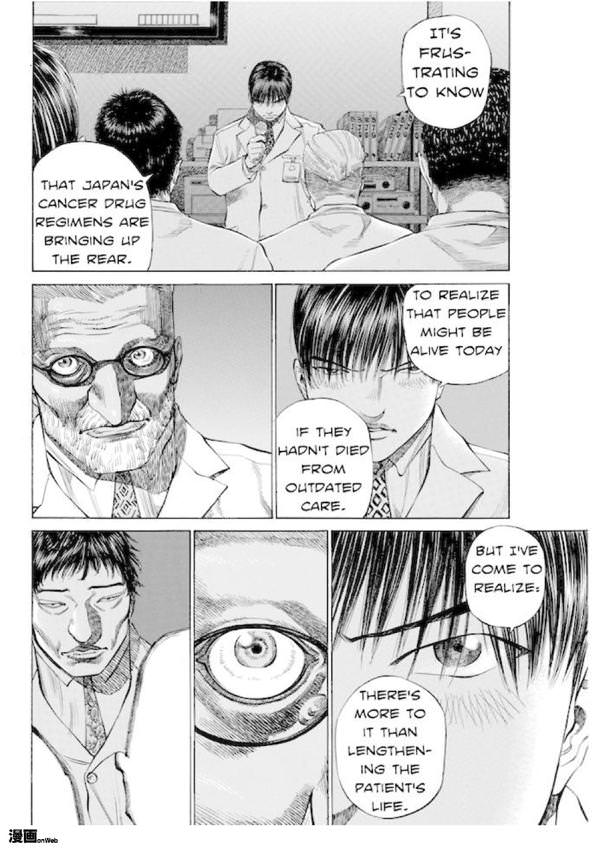 IT'S
FRUS-
TRATING
TO KNOW
THAT JAPAN'S
CANCER DRUG
REGIMENS ARE
BRINGING UP
THE REAR.
TO REALIZE
THAT PEOPLE
MIGHT BE
ALIVE TODAY
IF THEY
HADN'T DIED
FROM
OUTDATED
CARE.
BUT I'VE
COME TO
REALIZE:
THERE'S
MORE TO
IT THAN
LENGTHEN-
ING THE
PATIENT'S
LIFE.
漫画onWeb